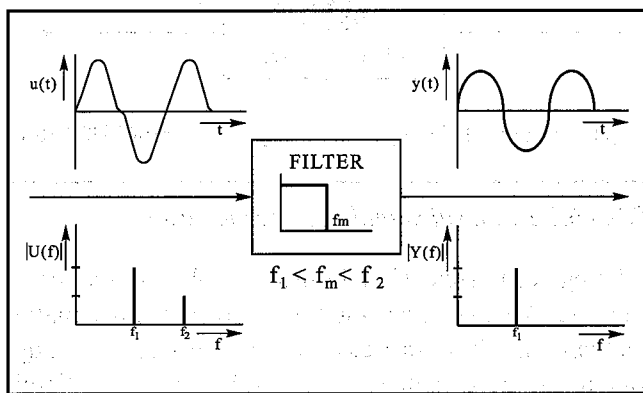 u(t)
t
y(t)
t
FILTER
fm
f1 < fm < f2
|U(f)|
f1
f2
f
|Y(f)|
f1
f